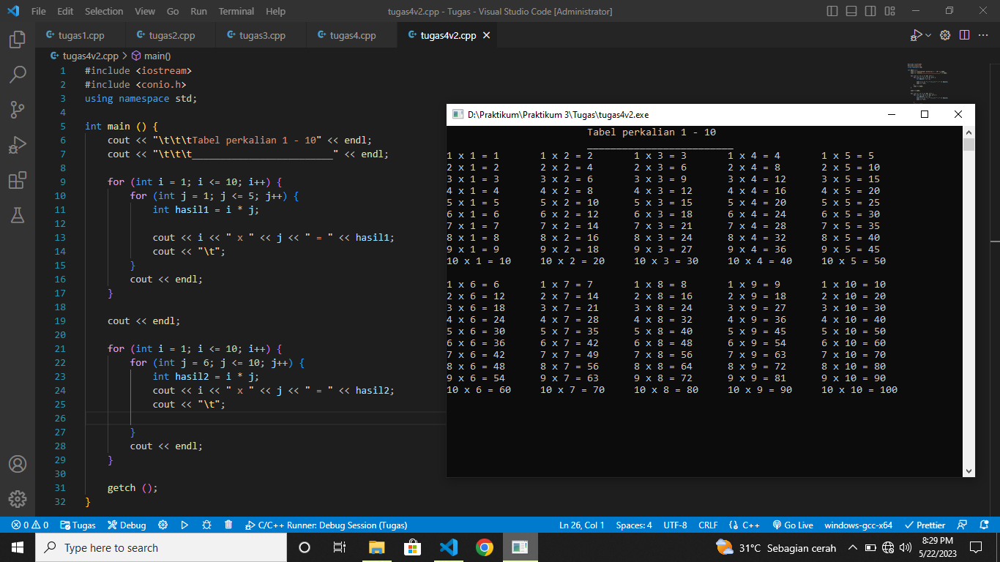 File Edit Selection View Go Run Terminal Help tugas4v2.cpp - Tugas - Visual Studio Code [Administrator]
tugas1.cpp tugas2.cpp tugas3.cpp tugas4.cpp tugas4v2.cpp
tugas4v2.cpp > main()
1 #include <iostream>
2 #include <conio.h>
3 using namespace std;
4
5 int main () {
6 cout << "\t\t\tTabel perkalian 1 - 10" << endl;
7 cout << "\t\t\t_________________________" << endl;
8
9 for (int i = 1; i <= 10; i++) {
10 for (int j = 1; j <= 5; j++) {
11 int hasil1 = i * j;
12
13 cout << i << " x " << j << " = " << hasil1;
14 cout << "\t";
15 }
16 cout << endl;
17 }
18
19 cout << endl;
20
21 for (int i = 1; i <= 10; i++) {
22 for (int j = 6; j <= 10; j++) {
23 int hasil2 = i * j;
24 cout << i << " x " << j << " = " << hasil2;
25 cout << "\t";
26
27 }
28 cout << endl;
29 }
30
31 getch ();
32 }
D:\Praktikum\Praktikum 3\Tugas\tugas4v2.exe
Tabel perkalian 1 - 10
_________________________
1 x 1 = 1 1 x 2 = 2 1 x 3 = 3 1 x 4 = 4 1 x 5 = 5
2 x 1 = 2 2 x 2 = 4 2 x 3 = 6 2 x 4 = 8 2 x 5 = 10
3 x 1 = 3 3 x 2 = 6 3 x 3 = 9 3 x 4 = 12 3 x 5 = 15
4 x 1 = 4 4 x 2 = 8 4 x 3 = 12 4 x 4 = 16 4 x 5 = 20
5 x 1 = 5 5 x 2 = 10 5 x 3 = 15 5 x 4 = 20 5 x 5 = 25
6 x 1 = 6 6 x 2 = 12 6 x 3 = 18 6 x 4 = 24 6 x 5 = 30
7 x 1 = 7 7 x 2 = 14 7 x 3 = 21 7 x 4 = 28 7 x 5 = 35
8 x 1 = 8 8 x 2 = 16 8 x 3 = 24 8 x 4 = 32 8 x 5 = 40
9 x 1 = 9 9 x 2 = 18 9 x 3 = 27 9 x 4 = 36 9 x 5 = 45
10 x 1 = 10 10 x 2 = 20 10 x 3 = 30 10 x 4 = 40 10 x 5 = 50
1 x 6 = 6 1 x 7 = 7 1 x 8 = 8 1 x 9 = 9 1 x 10 = 10
2 x 6 = 12 2 x 7 = 14 2 x 8 = 16 2 x 9 = 18 2 x 10 = 20
3 x 6 = 18 3 x 7 = 21 3 x 8 = 24 3 x 9 = 27 3 x 10 = 30
4 x 6 = 24 4 x 7 = 28 4 x 8 = 32 4 x 9 = 36 4 x 10 = 40
5 x 6 = 30 5 x 7 = 35 5 x 8 = 40 5 x 9 = 45 5 x 10 = 50
6 x 6 = 36 6 x 7 = 42 6 x 8 = 48 6 x 9 = 54 6 x 10 = 60
7 x 6 = 42 7 x 7 = 49 7 x 8 = 56 7 x 9 = 63 7 x 10 = 70
8 x 6 = 48 8 x 7 = 56 8 x 8 = 64 8 x 9 = 72 8 x 10 = 80
9 x 6 = 54 9 x 7 = 63 9 x 8 = 72 9 x 9 = 81 9 x 10 = 90
10 x 6 = 60 10 x 7 = 70 10 x 8 = 80 10 x 9 = 90 10 x 10 = 100
0 0 Tugas Debug C/C++ Runner: Debug Session (Tugas) Ln 26, Col 1 Spaces: 4 UTF-8 CRLF {} C++ Go Live windows-gcc-x64 Prettier
Type here to search 31°C Sebagian cerah 8:29 PM
5/22/2023